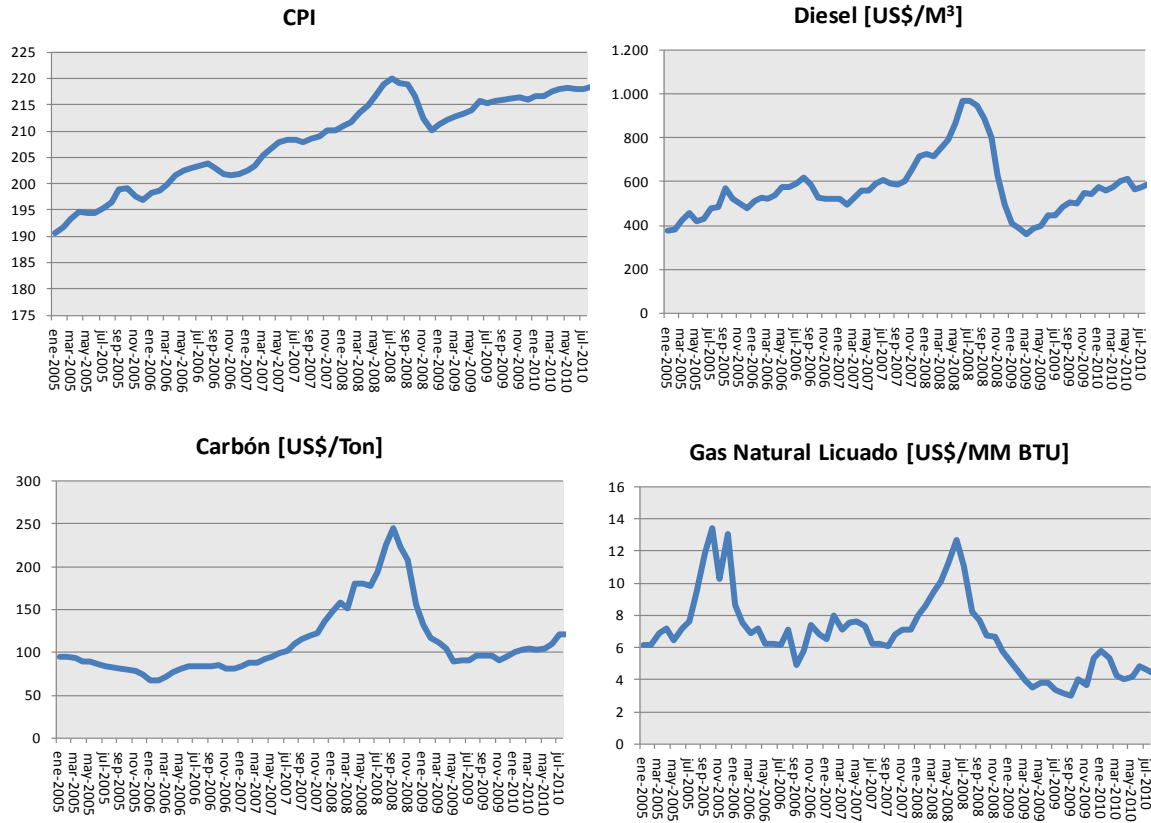 CPI
225
220
215
210
205
200
195
190
185
180
175
ene-2005
mar-2005
may-2005
jul-2005
sep-2005
nov-2005
ene-2006
mar-2006
may-2006
jul-2006
sep-2006
nov-2006
ene-2007
mar-2007
may-2007
jul-2007
sep-2007
nov-2007
ene-2008
mar-2008
may-2008
jul-2008
sep-2008
nov-2008
ene-2009
mar-2009
may-2009
jul-2009
sep-2009
nov-2009
ene-2010
mar-2010
may-2010
jul-2010
Diesel [US$/M³]
1.200
1.000
800
600
400
200
0
ene-2005
mar-2005
may-2005
jul-2005
sep-2005
nov-2005
ene-2006
mar-2006
may-2006
jul-2006
sep-2006
nov-2006
ene-2007
mar-2007
may-2007
jul-2007
sep-2007
nov-2007
ene-2008
mar-2008
may-2008
jul-2008
sep-2008
nov-2008
ene-2009
mar-2009
may-2009
jul-2009
sep-2009
nov-2009
ene-2010
mar-2010
may-2010
jul-2010
Carbón [US$/Ton]
300
250
200
150
100
50
0
ene-2005
mar-2005
may-2005
jul-2005
sep-2005
nov-2005
ene-2006
mar-2006
may-2006
jul-2006
sep-2006
nov-2006
ene-2007
mar-2007
may-2007
jul-2007
sep-2007
nov-2007
ene-2008
mar-2008
may-2008
jul-2008
sep-2008
nov-2008
ene-2009
mar-2009
may-2009
jul-2009
sep-2009
nov-2009
ene-2010
mar-2010
may-2010
jul-2010
Gas Natural Licuado [US$/MM BTU]
16
14
12
10
8
6
4
2
0
ene-2005
mar-2005
may-2005
jul-2005
sep-2005
nov-2005
ene-2006
mar-2006
may-2006
jul-2006
sep-2006
nov-2006
ene-2007
mar-2007
may-2007
jul-2007
sep-2007
nov-2007
ene-2008
mar-2008
may-2008
jul-2008
sep-2008
nov-2008
ene-2009
mar-2009
may-2009
jul-2009
sep-2009
nov-2009
ene-2010
mar-2010
may-2010
jul-2010